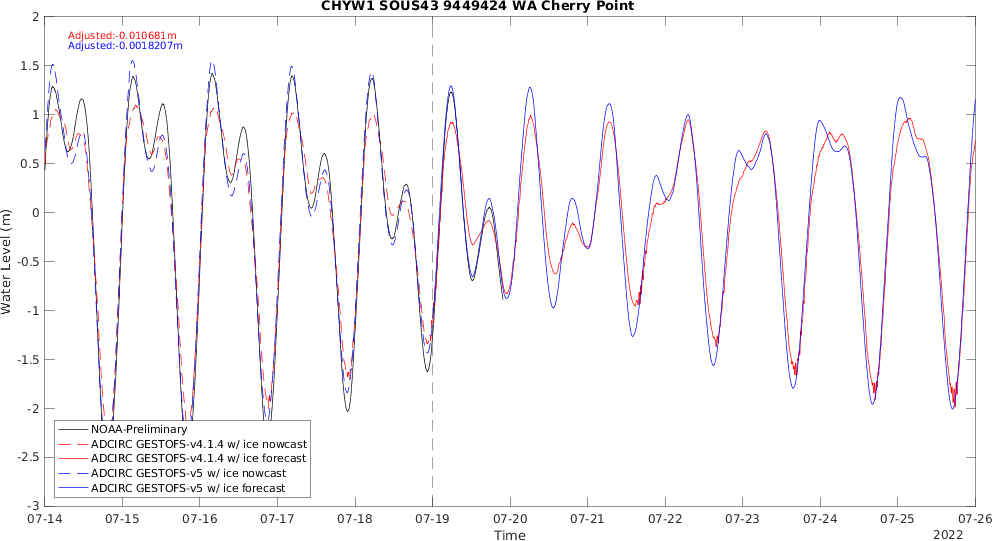 CHYW1 SOUS43 9449424 WA Cherry Point
Adjusted:-0.010681m
Adjusted:-0.0018207m
2
1.5
1
0.5
0
-0.5
-1
-1.5
-2
-2.5
-3
Water Level (m)
NOAA-Preliminary
ADCIRC GESTOFS-v4.1.4 w/ ice nowcast
ADCIRC GESTOFS-v4.1.4 w/ ice forecast
ADCIRC GESTOFS-v5 w/ ice nowcast
ADCIRC GESTOFS-v5 w/ ice forecast
07-14 07-15 07-16 07-17 07-18 07-19 07-20 07-21 07-22 07-23 07-24 07-25 07-26
Time
2022